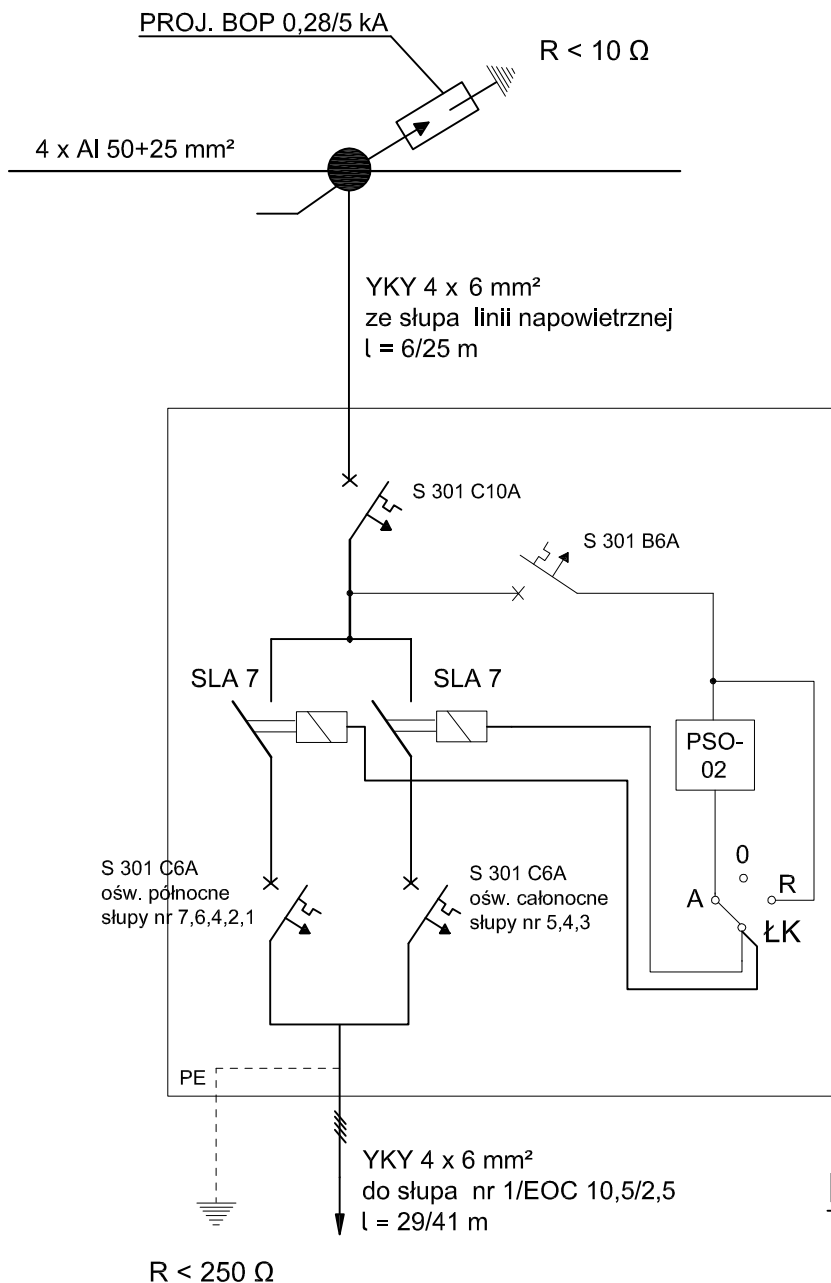 PROJ. BOP 0,28/5 kA
R < 10 Ω
4 x Al 50+25 mm²
YKY 4 x 6 mm²
ze słupa linii napowietrznej
l = 6/25 m
S 301 C10A
S 301 B6A
SLA 7
SLA 7
PSO-
02
S 301 C6A
ośw. północne
słupy nr 7,6,4,2,1
S 301 C6A
ośw. całonocne
słupy nr 5,4,3
0
A
R
ŁK
PE
YKY 4 x 6 mm²
do słupa nr 1/EOC 10,5/2,5
l = 29/41 m
R < 250 Ω